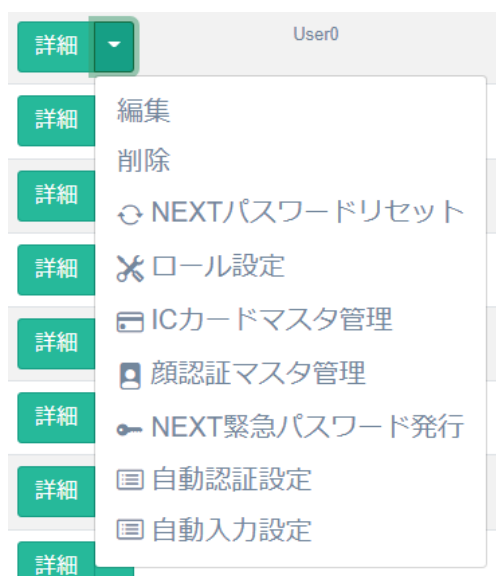 詳細 User0
詳細 編集
削除
詳細 NEXTパスワードリセット
詳細 ロール設定
ICカードマスタ管理
詳細 顔認証マスタ管理
詳細 NEXT緊急パスワード発行
詳細 自動認証設定
自動入力設定
詳細